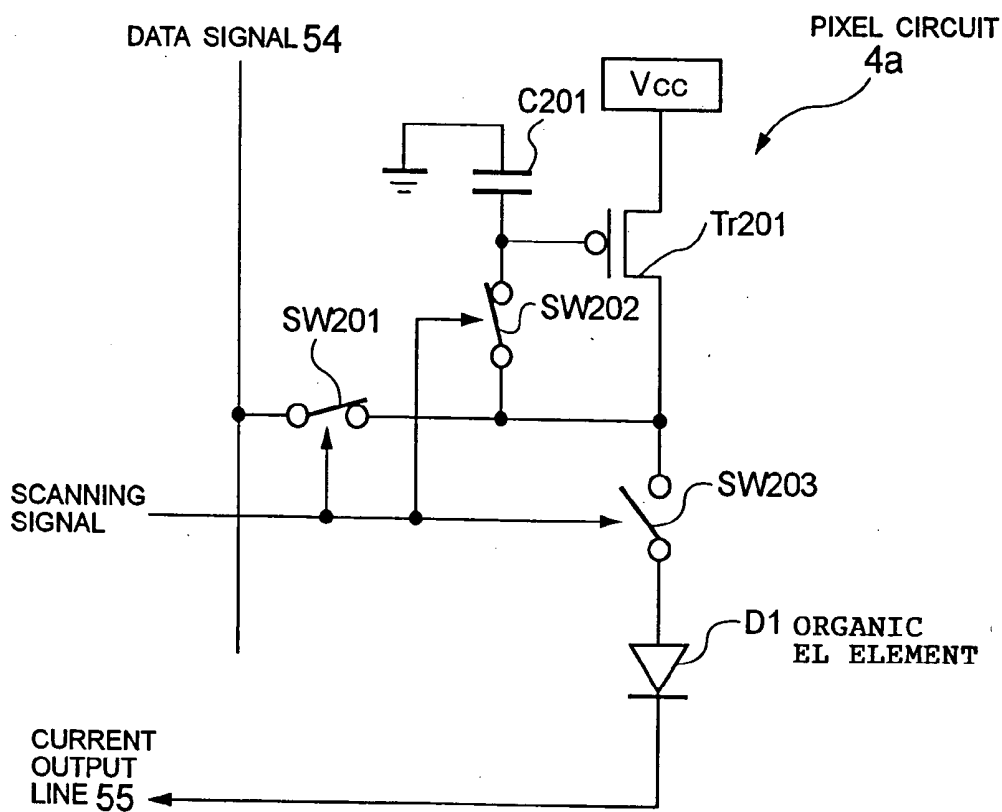 DATA SIGNAL 54
PIXEL CIRCUIT
4a
Vcc
C201
Tr201
SW202
SW201
SCANNING
SIGNAL
SW203
D1 ORGANIC
EL ELEMENT
CURRENT
OUTPUT
LINE 55